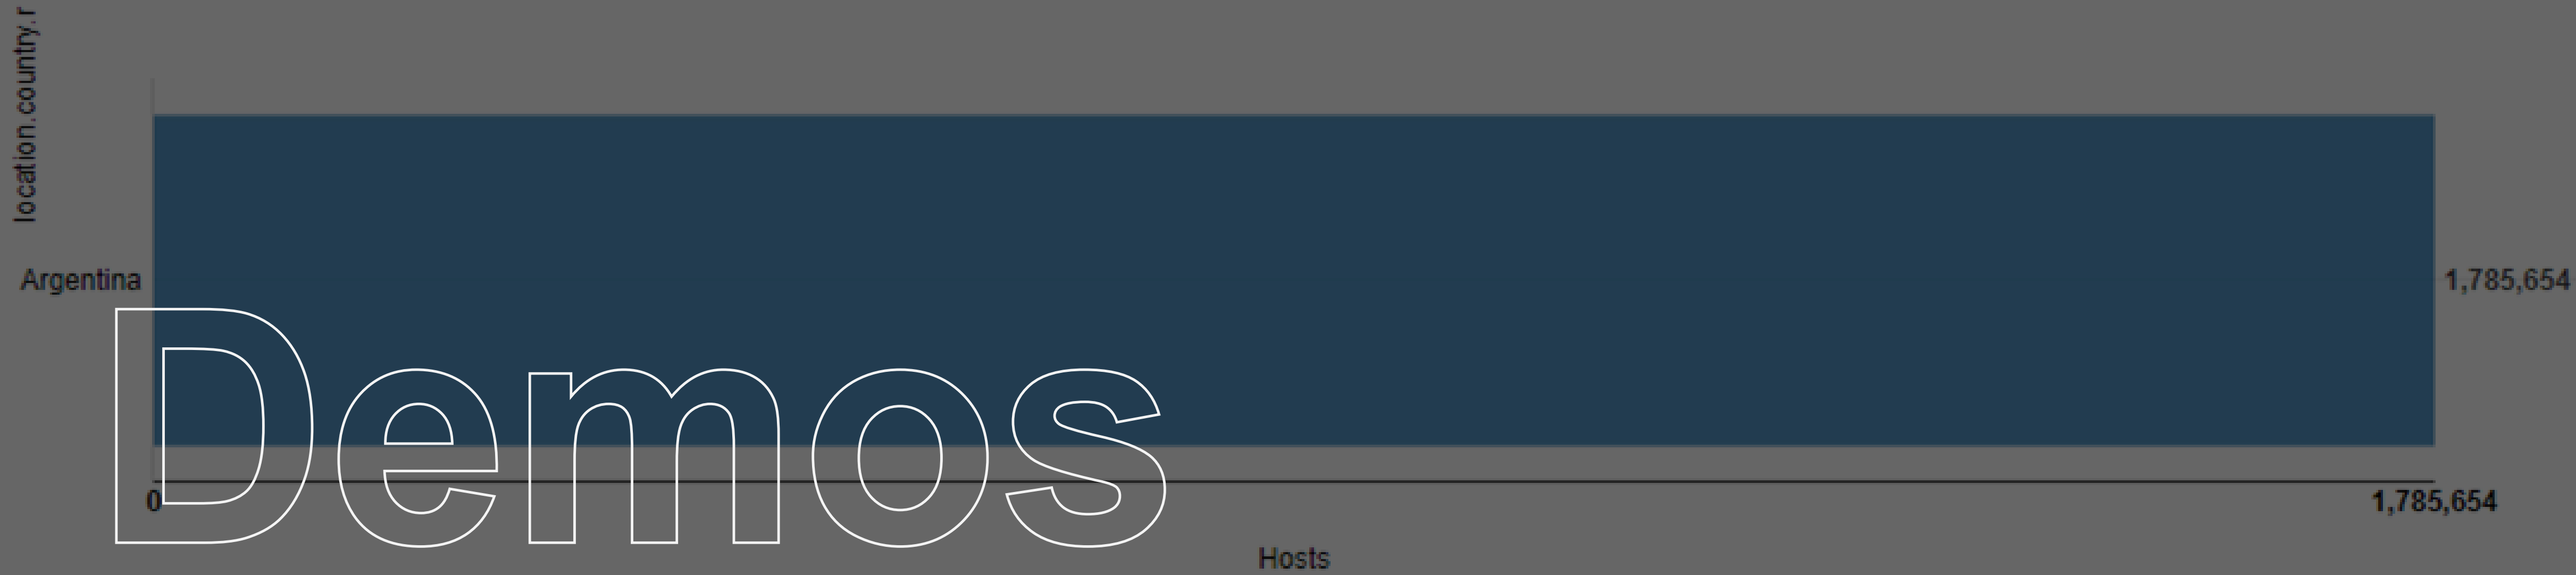 location.country.r
Argentina
1,785,654
Demos
0
1,785,654
Hosts